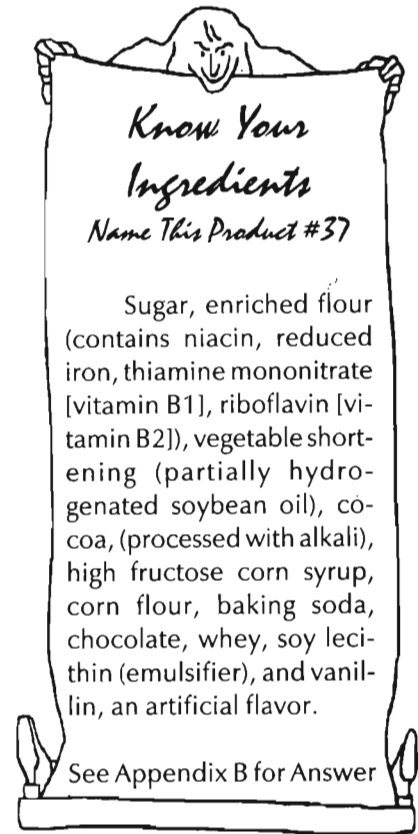 Know Your
Ingredients
Name This Product #37
Sugar, enriched flour
(contains niacin, reduced
iron, thiamine mononitrate
[vitamin B1], riboflavin [vi-
tamin B2]), vegetable short-
ening (partially hydro-
genated soybean oil), co-
coa, (processed with alkali),
high fructose corn syrup,
corn flour, baking soda,
chocolate, whey, soy leci-
thin (emulsifier), and vanil-
lin, an artificial flavor.
See Appendix B for Answer